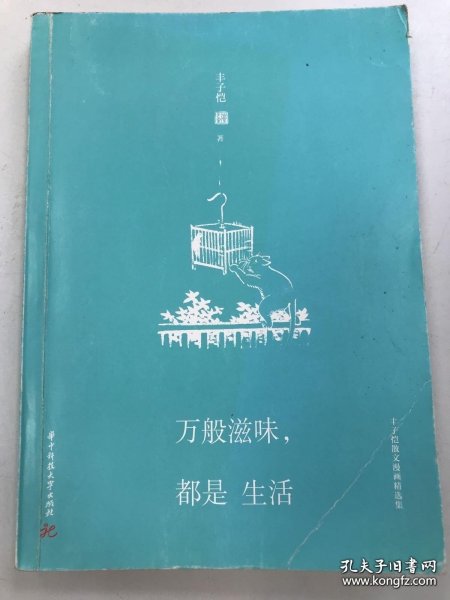 丰子恺
著
万般滋味，
都是 生活
丰子恺散文漫画精选集
华中科技大学出版社
孔夫子旧书网
www.kongfz.com